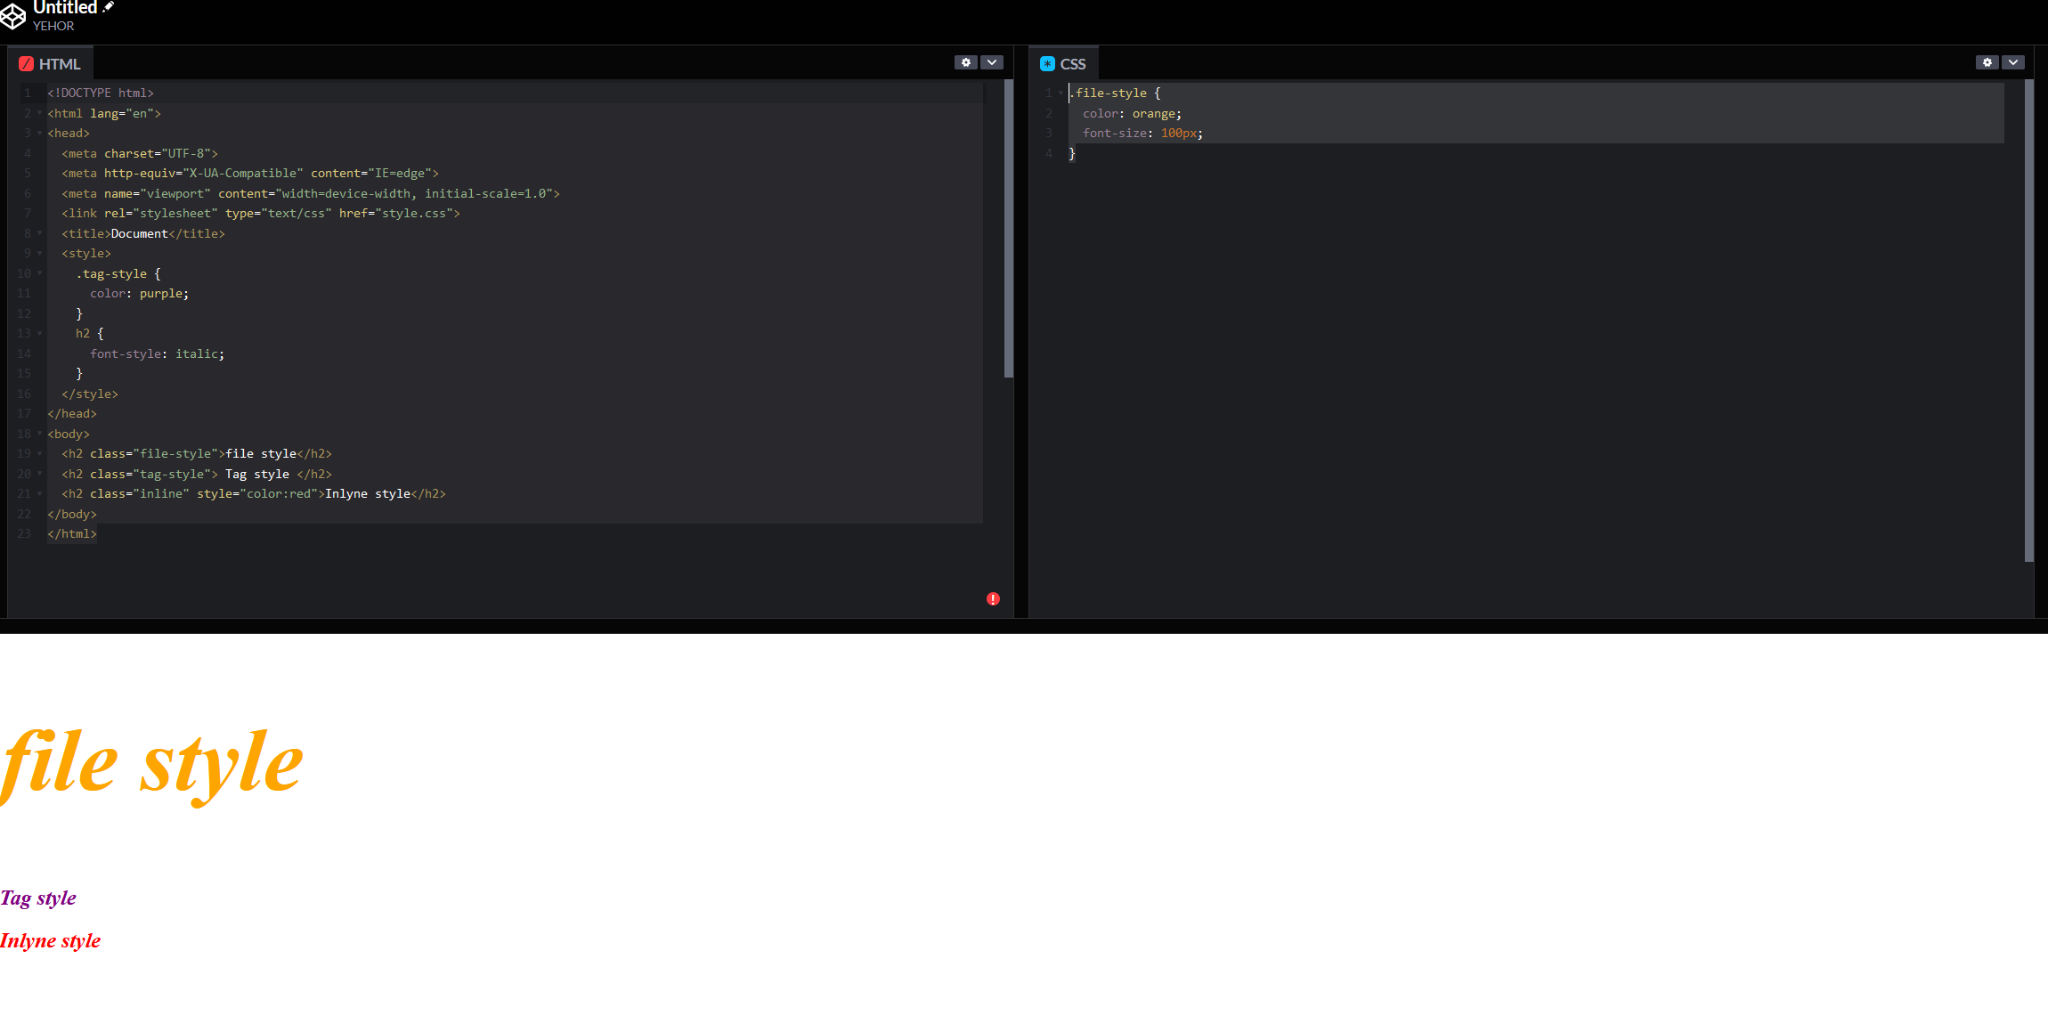 Untitled
YEHOR
HTML
1 <!DOCTYPE html>
2 <html lang="en">
3 <head>
4 <meta charset="UTF-8">
5 <meta http-equiv="X-UA-Compatible" content="IE=edge">
6 <meta name="viewport" content="width=device-width, initial-scale=1.0">
7 <link rel="stylesheet" type="text/css" href="style.css">
8 <title>Document</title>
9 <style>
10 .tag-style {
11 color: purple;
12 }
13 h2 {
14 font-style: italic;
15 }
16 </style>
17 </head>
18 <body>
19 <h2 class="file-style">file style</h2>
20 <h2 class="tag-style"> Tag style </h2>
21 <h2 class="inline" style="color:red">Inlyne style</h2>
22 </body>
23 </html>
CSS
1 .file-style {
2 color: orange;
3 font-size: 100px;
4 }
file style
Tag style
Inlyne style